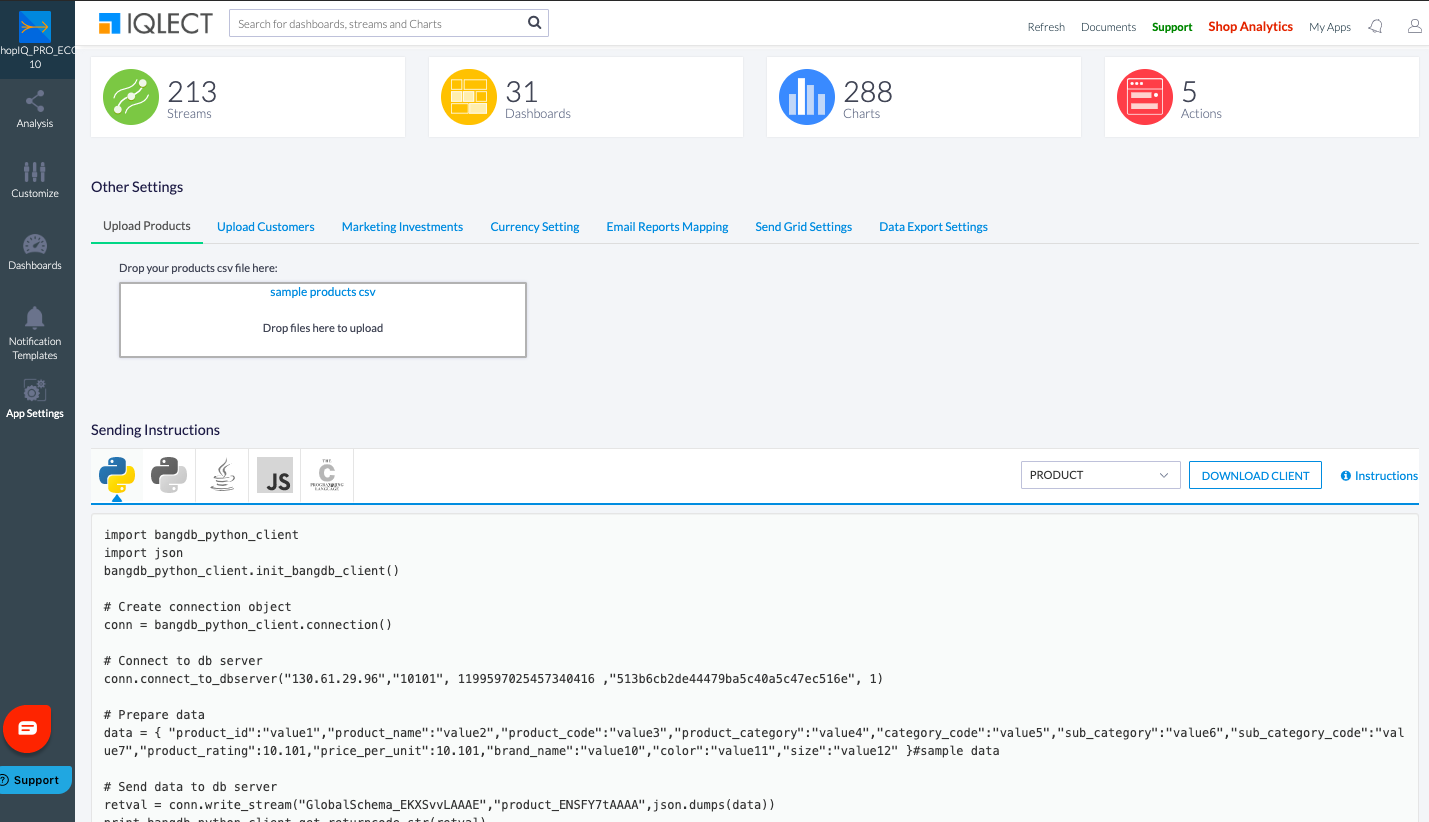 hopIQ_PRO_ECO
10
IQLECT
Search for dashboards, streams and Charts
Refresh
Documents
Support
Shop Analytics
My Apps
Analysis
Customize
Dashboards
Notification
Templates
App Settings
213
Streams
31
Dashboards
288
Charts
5
Actions
Other Settings
Upload Products
Upload Customers
Marketing Investments
Currency Setting
Email Reports Mapping
Send Grid Settings
Data Export Settings
Drop your products csv file here:
sample products csv
Drop files here to upload
Sending Instructions
JS
THE
C
PROGRAMMING
LANGUAGE
PRODUCT
DOWNLOAD CLIENT
Instructions
import bangdb_python_client
import json
bangdb_python_client.init_bangdb_client()
# Create connection object
conn = bangdb_python_client.connection()
# Connect to db server
conn.connect_to_dbserver("130.61.29.96","10101", 1199597025457340416 ,"513b6cb2de44479ba5c40a5c47ec516e", 1)
# Prepare data
data = { "product_id":"value1","product_name":"value2","product_code":"value3","product_category":"value4","category_code":"value5","sub_category":"value6","sub_category_code":"val
ue7","product_rating":10.101,"price_per_unit":10.101,"brand_name":"value10","color":"value11","size":"value12" }#sample data
# Send data to db server
retval = conn.write_stream("GlobalSchema_EKXSvvLAAAE","product_ENSFY7tAAAA",json.dumps(data))
print bangdb_python_client.get_returncode_str(retval)
Support